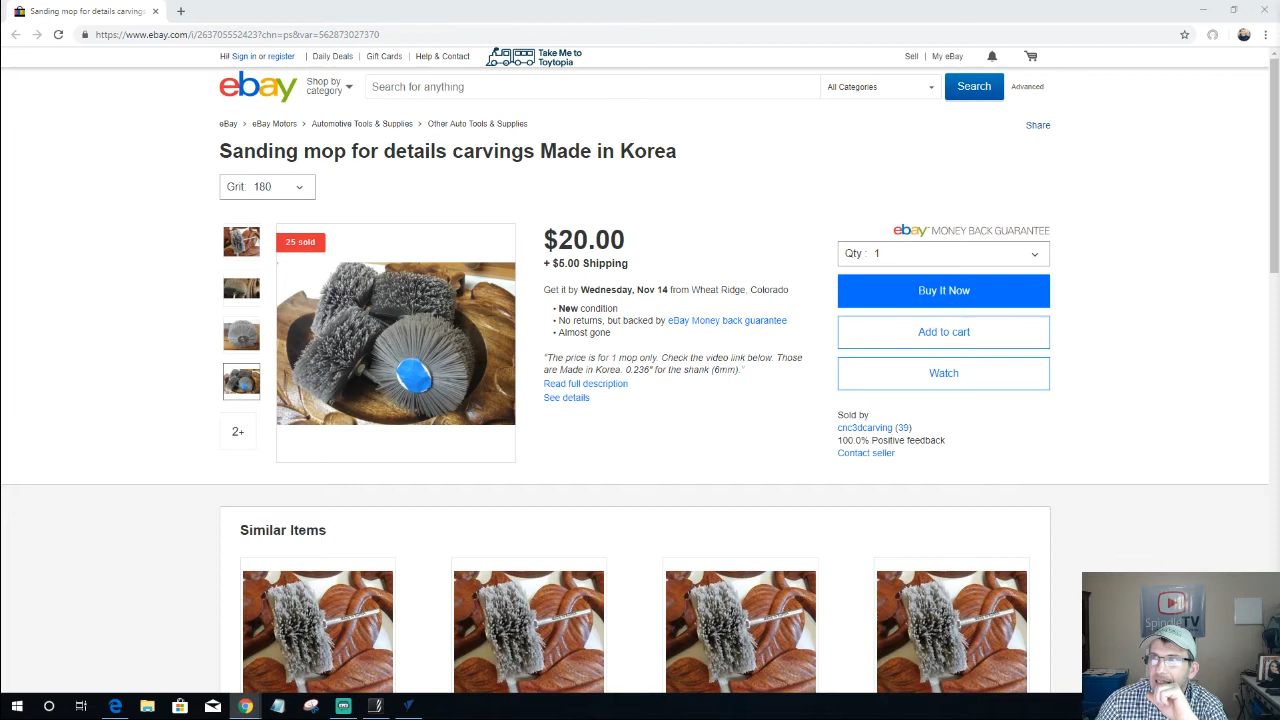 Sanding mop for details carvings
https://www.ebay.com/i/263705552423?chn=ps&var=562873027370
Hi! Sign in or register | Daily Deals | Gift Cards | Help & Contact
Take Me to
Toytopia
Sell | My eBay
ebay
Shop by
category
Search for anything
All Categories
Search
Advanced
eBay > eBay Motors > Automotive Tools & Supplies > Other Auto Tools & Supplies
Share
Sanding mop for details carvings Made in Korea
Grit: 180
25 sold
2+
$20.00
+ $5.00 Shipping
Get it by Wednesday, Nov 14 from Wheat Ridge, Colorado
• New condition
• No returns, but backed by eBay Money back guarantee
• Almost gone
"The price is for 1 mop only. Check the video link below. Those
are Made in Korea. 0.236" for the shank (6mm)."
Read full description
See details
ebay MONEY BACK GUARANTEE
Qty : 1
Buy It Now
Add to cart
Watch
Sold by
cnc3dcarving (39)
100.0% Positive feedback
Contact seller
Similar Items
SpindleTV